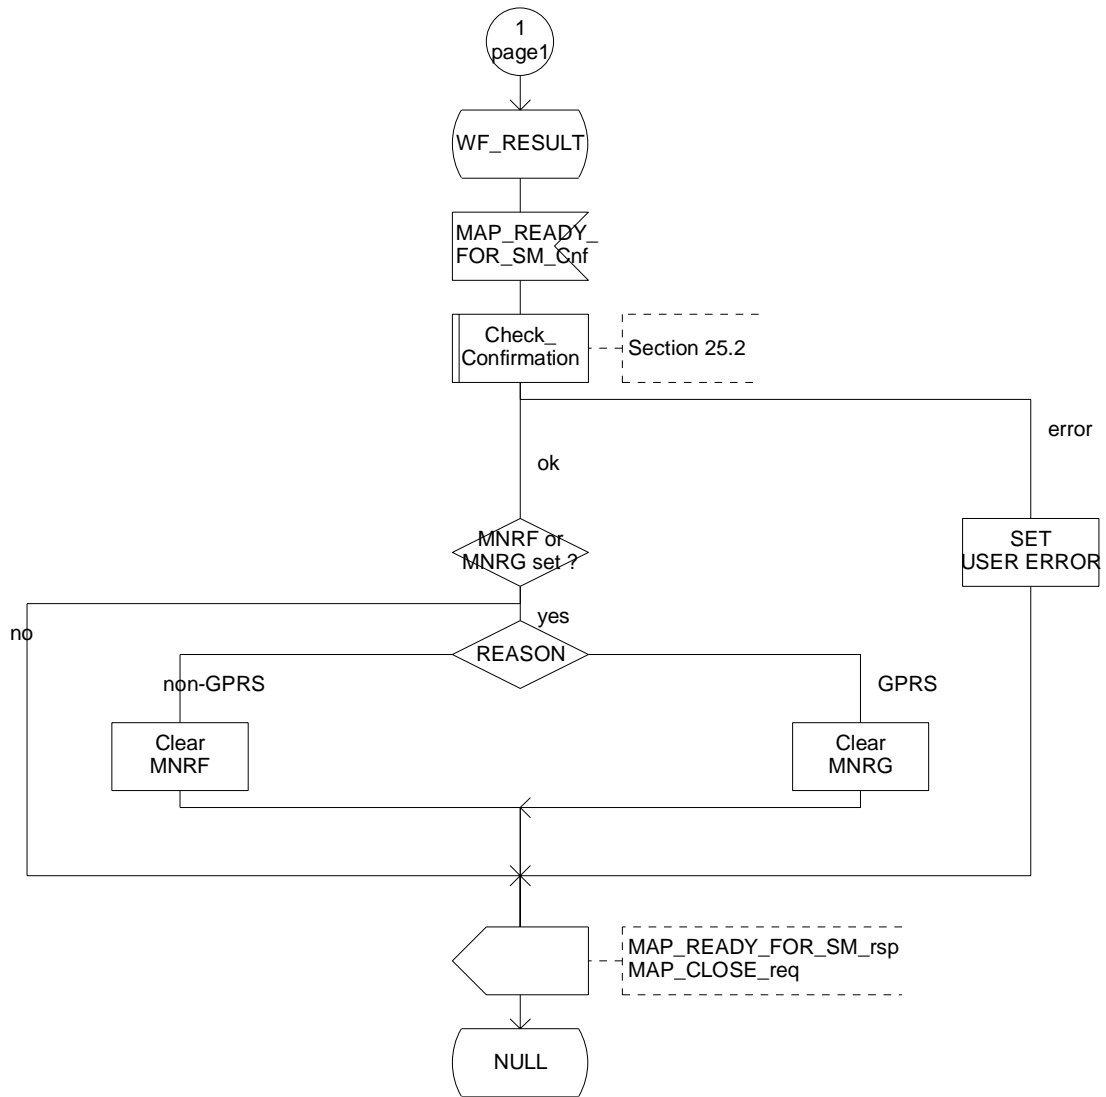 1
page1
WF_RESULT
MAP_READY_
FOR_SM_Cnf
Check_
Confirmation
Section 25.2
error
ok
MNRF or
MNRG set ?
SET
USER ERROR
yes
no
REASON
non-GPRS
GPRS
Clear
MNRF
Clear
MNRG
MAP_READY_FOR_SM_rsp
MAP_CLOSE_req
NULL